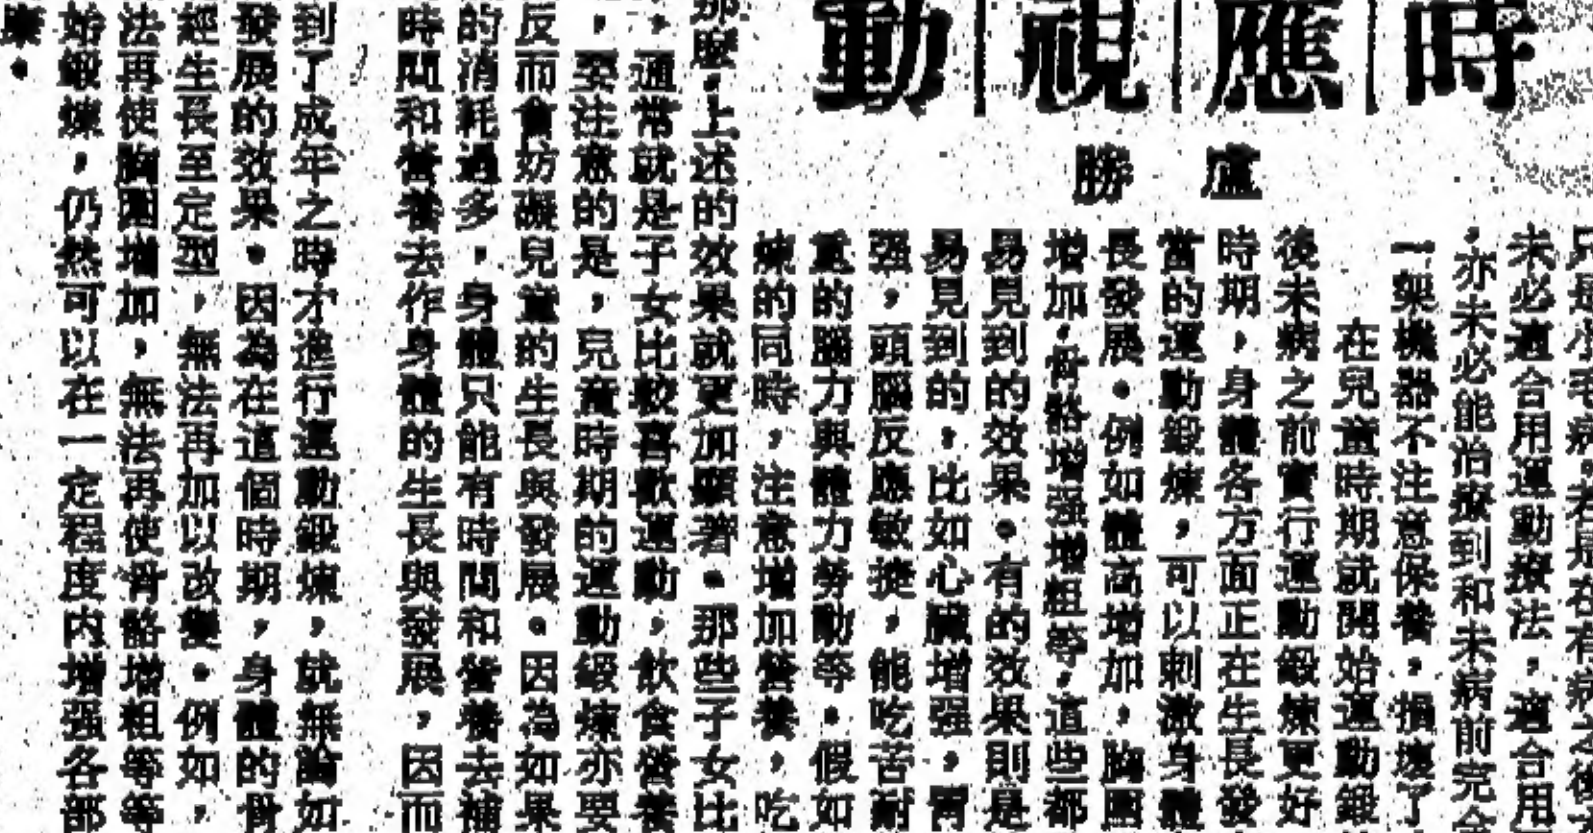 時應視動
盧勝
未必適合用運動療法，適合用
，亦未必能治療到和未病前完全
一架機器不注意保養，損壞了
在兒童時期就開始運動鍛
後未病之前實行運動鍛煉更好
時期，身體各方面正在生長發
當的運動鍛煉，可以刺激身體
長發展。例如體高增加，胸圍
增加，骨骼增强增粗等，這些都
易見到的效果。有的效果則是
易見到的，比如心臟增强，胃
强，頭腦反應敏捷，能吃苦耐
重的腦力與體力勞動等。假如
煉的同時，注意增加營養，吃
那麽，上述的效果就更加顯著。那些子女比
，通常就是子女比較喜歡運動，飲食營養
，要注意的是，兒童時期的運動鍛煉亦要
反而會妨礙兒童的生長與發展。因為如果
的消耗過多，身體只能有時間和營養去補
時間和營養去作身體的生長與發展，因而
到了成年之時才進行運動鍛煉，就無論如
發展的效果。因為在這個時期，身體的骨
經生長至定型，無法再加以改變。例如，
法再使胸圍增加，無法再使骨骼增粗等等
始鍛煉，仍然可以在一定程度内增强各部